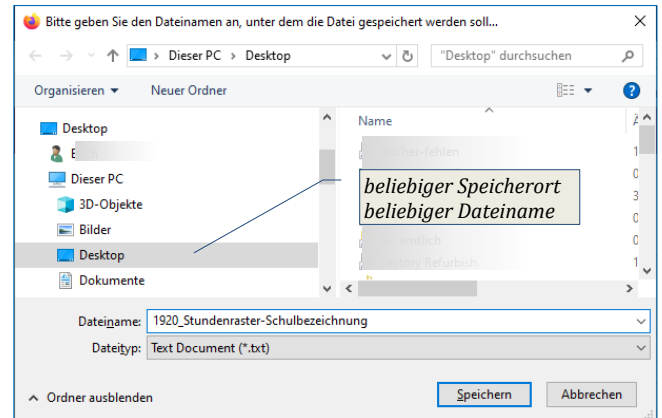 Bitte geben Sie den Dateinamen an, unter dem die Datei gespeichert werden soll...
Dieser PC › Desktop
"Desktop" durchsuchen
Organisieren
Neuer Ordner
Desktop
Dieser PC
3D-Objekte
Bilder
Desktop
Dokumente
Name
beliebiger Speicherort
beliebiger Dateiname
Dateiname: 1920_Stundenraster-Schulbezeichnung
Dateityp: Text Document (*.txt)
Ordner ausblenden
Speichern
Abbrechen